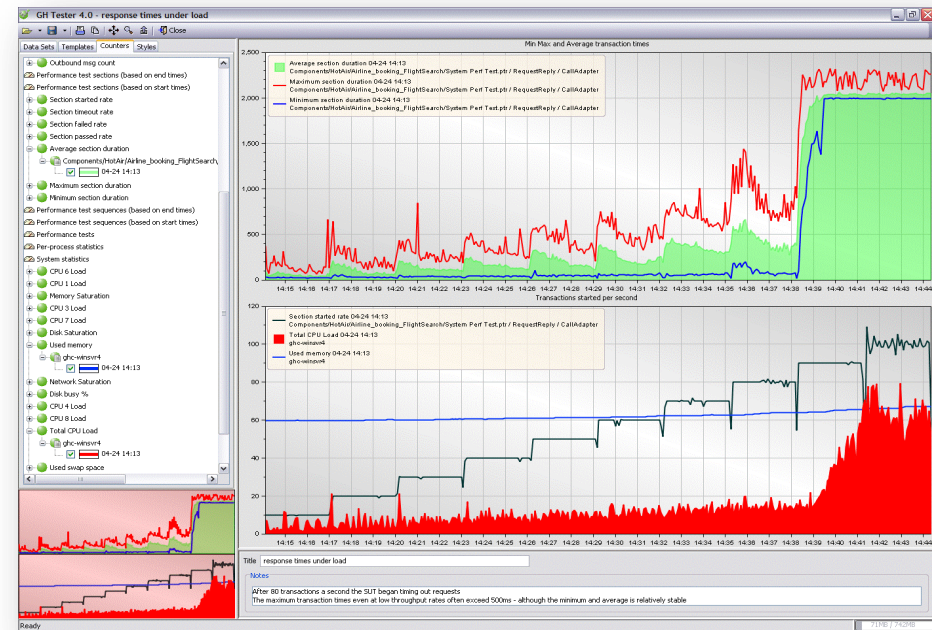 GH Tester 4.0 - response times under load
Close
Data Sets Templates Counters Styles
Outbound msg count
Performance test sections (based on end times)
Performance test sections (based on start times)
Section started rate
Section timeout rate
Section failed rate
Section passed rate
Average section duration
Components/HotAir/Airline_booking_FlightSearch,
04-24 14:13
Maximum section duration
Minimum section duration
Performance test sequences (based on end times)
Performance test sequences (based on start times)
Performance tests
Per-process statistics
System statistics
CPU 6 Load
CPU 1 Load
Memory Saturation
CPU 3 Load
CPU 7 Load
Disk Saturation
Used memory
ghc-winsvr4
04-24 14:13
Network Saturation
Disk busy %
CPU 4 Load
CPU 8 Load
Total CPU Load
ghc-winsvr4
04-24 14:13
Used swap space
Min Max and Average transaction times
2,500
2,000
1,500
1,000
500
0
Average section duration 04-24 14:13
Components/HotAir/Airline_booking_FlightSearch/System Perf Test.ptr / RequestReply / CallAdapter
Maximum section duration 04-24 14:13
Components/HotAir/Airline_booking_FlightSearch/System Perf Test.ptr / RequestReply / CallAdapter
Minimum section duration 04-24 14:13
Components/HotAir/Airline_booking_FlightSearch/System Perf Test.ptr / RequestReply / CallAdapter
14:15 14:16 14:17 14:18 14:19 14:20 14:21 14:22 14:23 14:24 14:25 14:26 14:27 14:28 14:29 14:30 14:31 14:32 14:33 14:34 14:35 14:36 14:37 14:38 14:39 14:40 14:41 14:42 14:43 14:44
Transactions started per second
120
100
80
60
40
20
0
Section started rate 04-24 14:13
Components/HotAir/Airline_booking_FlightSearch/System Perf Test.ptr / RequestReply / CallAdapter
Total CPU Load 04-24 14:13
ghc-winsvr4
Used memory 04-24 14:13
ghc-winsvr4
14:15 14:16 14:17 14:18 14:19 14:20 14:21 14:22 14:23 14:24 14:25 14:26 14:27 14:28 14:29 14:30 14:31 14:32 14:33 14:34 14:35 14:36 14:37 14:38 14:39 14:40 14:41 14:42 14:43 14:44
Title response times under load
Notes
After 80 transactions a second the SUT began timing out requests
The maximum transaction times even at low throughput rates often exceed 500ms - although the minimum and average is relatively stable
Ready
71MB / 742MB